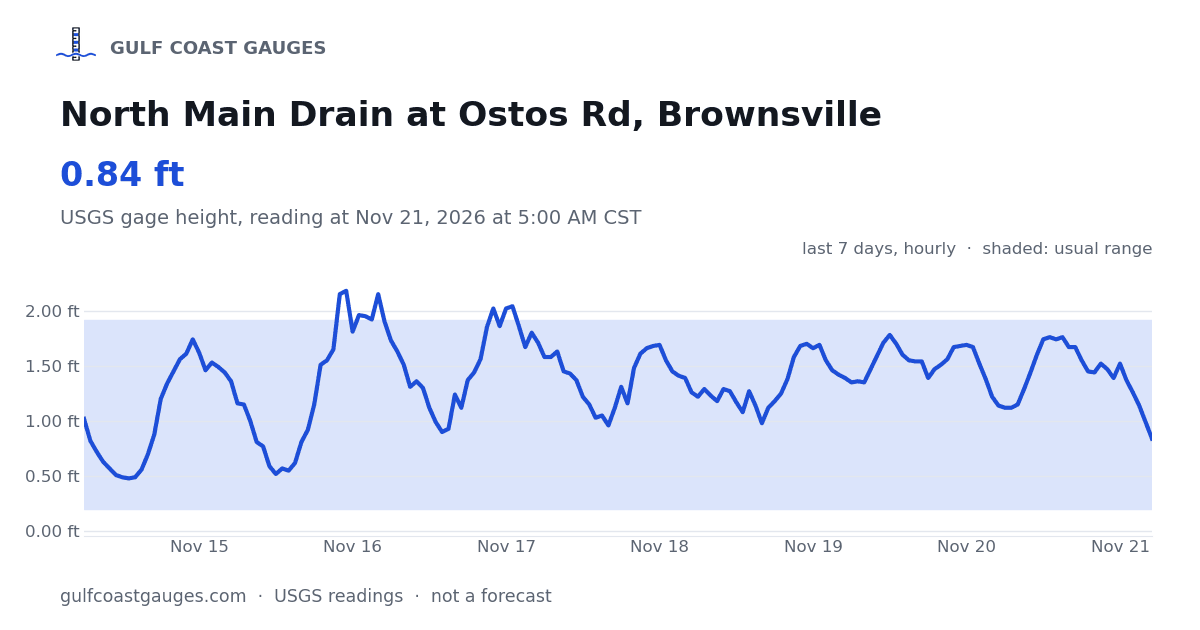 GULF COAST GAUGES
North Main Drain at Ostos Rd, Brownsville
0.84 ft
USGS gage height, reading at Nov 21, 2026 at 5:00 AM CST
last 7 days, hourly · shaded: usual range
2.00 ft
1.50 ft
1.00 ft
0.50 ft
0.00 ft
Nov 15 Nov 16 Nov 17 Nov 18 Nov 19 Nov 20 Nov 21
gulfcoastgauges.com · USGS readings · not a forecast